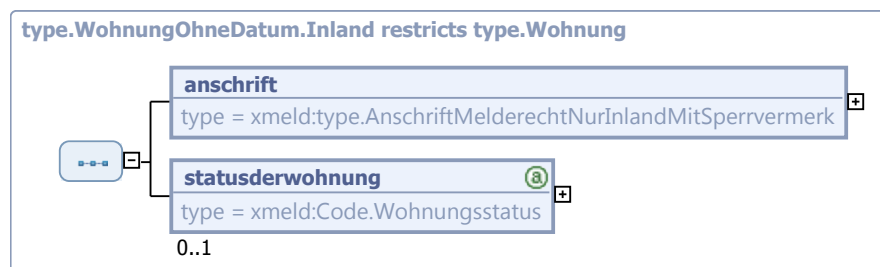 type.WohnungOhneDatum.Inland restricts type.Wohnung
anschrift
type = xmeld:type.AnschriftMelderechtNurInlandMitSperrvermerk
statusderwohnung @
type = xmeld:Code.Wohnungsstatus
0..1